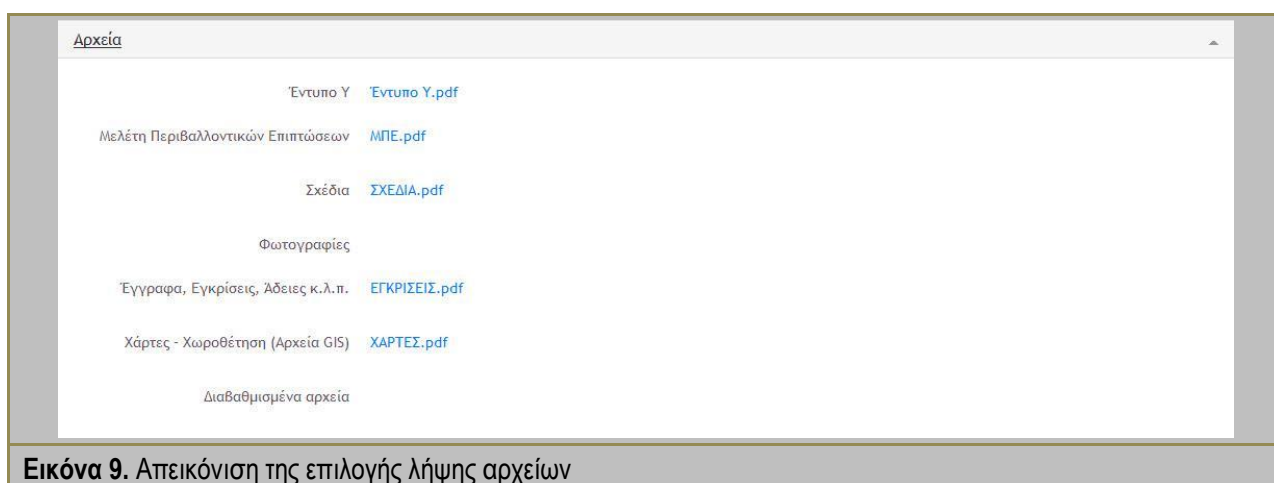 Αρχεία
Έντυπο Υ Έντυπο Υ.pdf
Μελέτη Περιβαλλοντικών Επιπτώσεων ΜΠΕ.pdf
Σχέδια ΣΧΕΔΙΑ.pdf
Φωτογραφίες
Έγγραφα, Εγκρίσεις, Άδειες κ.λ.π. ΕΓΚΡΙΣΕΙΣ.pdf
Χάρτες - Χωροθέτηση (Αρχεία GIS) ΧΑΡΤΕΣ.pdf
Διαβαθμισμένα αρχεία
Εικόνα 9. Απεικόνιση της επιλογής λήψης αρχείων